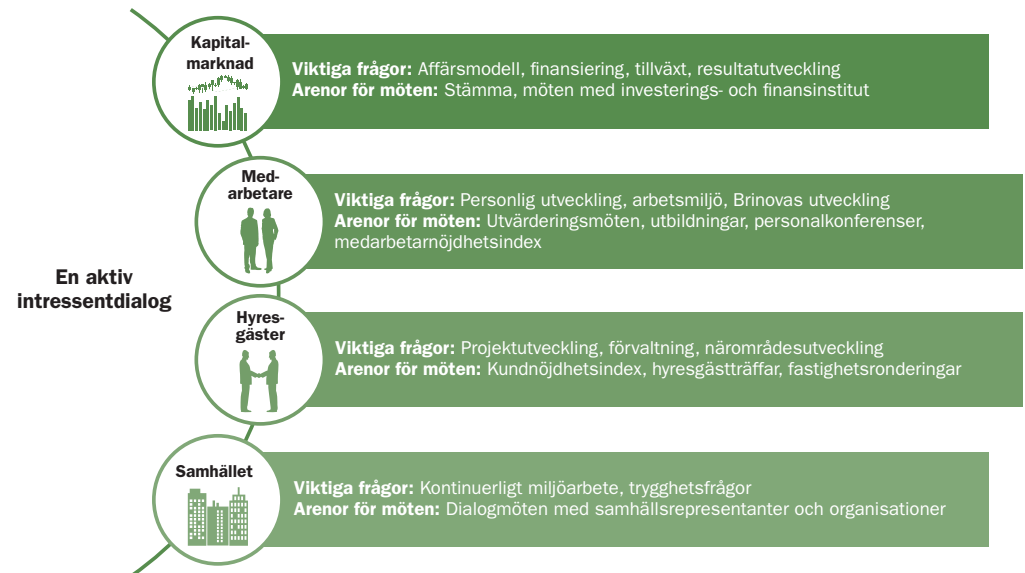 Kapital-
marknad
Viktiga frågor: Affärsmodell, finansiering, tillväxt, resultatutveckling
Arenor för möten: Stämma, möten med investerings- och finansinstitut
Med-
arbetare
Viktiga frågor: Personlig utveckling, arbetsmiljö, Brinovas utveckling
Arenor för möten: Utvärderingsmöten, utbildningar, personalkonferenser,
medarbetarnöjdhetsindex
En aktiv
intressentdialog
Hyres-
gäster
Viktiga frågor: Projektutveckling, förvaltning, närområdesutveckling
Arenor för möten: Kundnöjdhetsindex, hyresgästträffar, fastighetsronderingar
Samhället
Viktiga frågor: Kontinuerligt miljöarbete, trygghetsfrågor
Arenor för möten: Dialogmöten med samhällsrepresentanter och organisationer